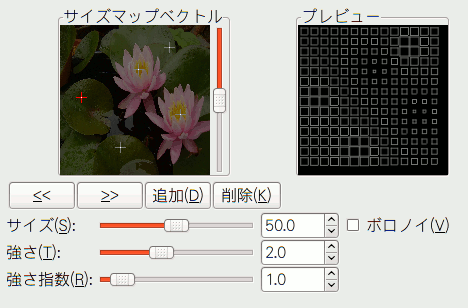 サイズマップベクトル
プレビュー
<< >> 追加(D) 削除(K)
サイズ(S): 50.0 ボロノイ(V)
強さ(T): 2.0
強さ指数(R): 1.0